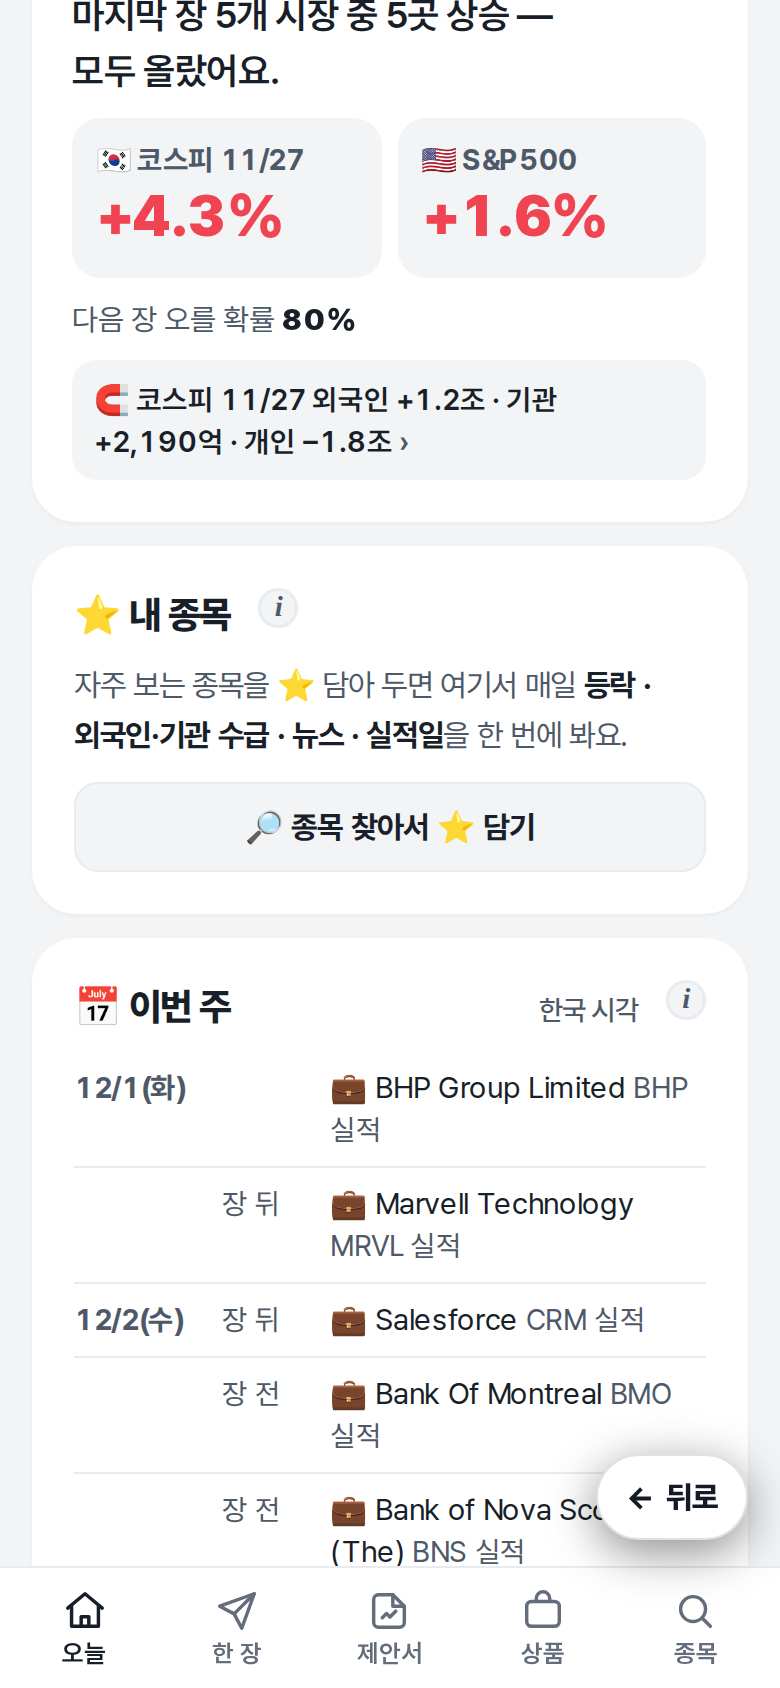 마지막 장 5개 시장 중 5곳 상승 —
모두 올랐어요.
🇰🇷 코스피 11/27
+4.3%
🇺🇸 S&P500
+1.6%
다음 장 오를 확률 80%
🧲 코스피 11/27 외국인 +1.2조 · 기관
+2,190억 · 개인 −1.8조 ›
⭐ 내 종목 i
자주 보는 종목을 ⭐ 담아 두면 여기서 매일 등락 ·
외국인·기관 수급 · 뉴스 · 실적일을 한 번에 봐요.
🔎 종목 찾아서 ⭐ 담기
📅 이번 주 한국 시각 i
12/1(화) 💼 BHP Group Limited BHP
실적
장 뒤 💼 Marvell Technology
MRVL 실적
12/2(수) 장 뒤 💼 Salesforce CRM 실적
장 전 💼 Bank Of Montreal BMO
실적
장 전 💼 Bank of Nova
(The) BNS 실적
← 뒤로
오늘 한 장 제안서 상품 종목